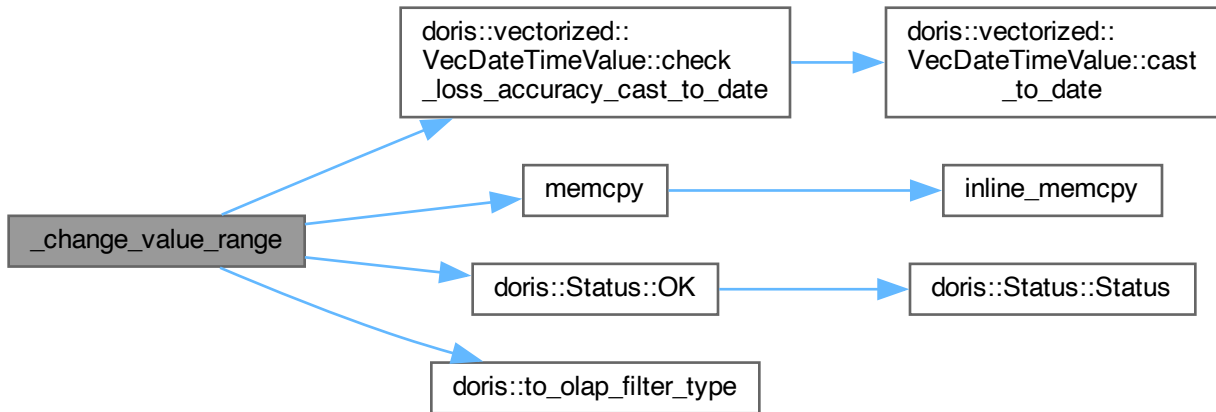 doris::vectorized::
VecDateTimeValue::check
_loss_accuracy_cast_to_date
doris::vectorized::
VecDateTimeValue::cast
_to_date
memcpy
inline_memcpy
_change_value_range
doris::Status::OK
doris::Status::Status
doris::to_olap_filter_type